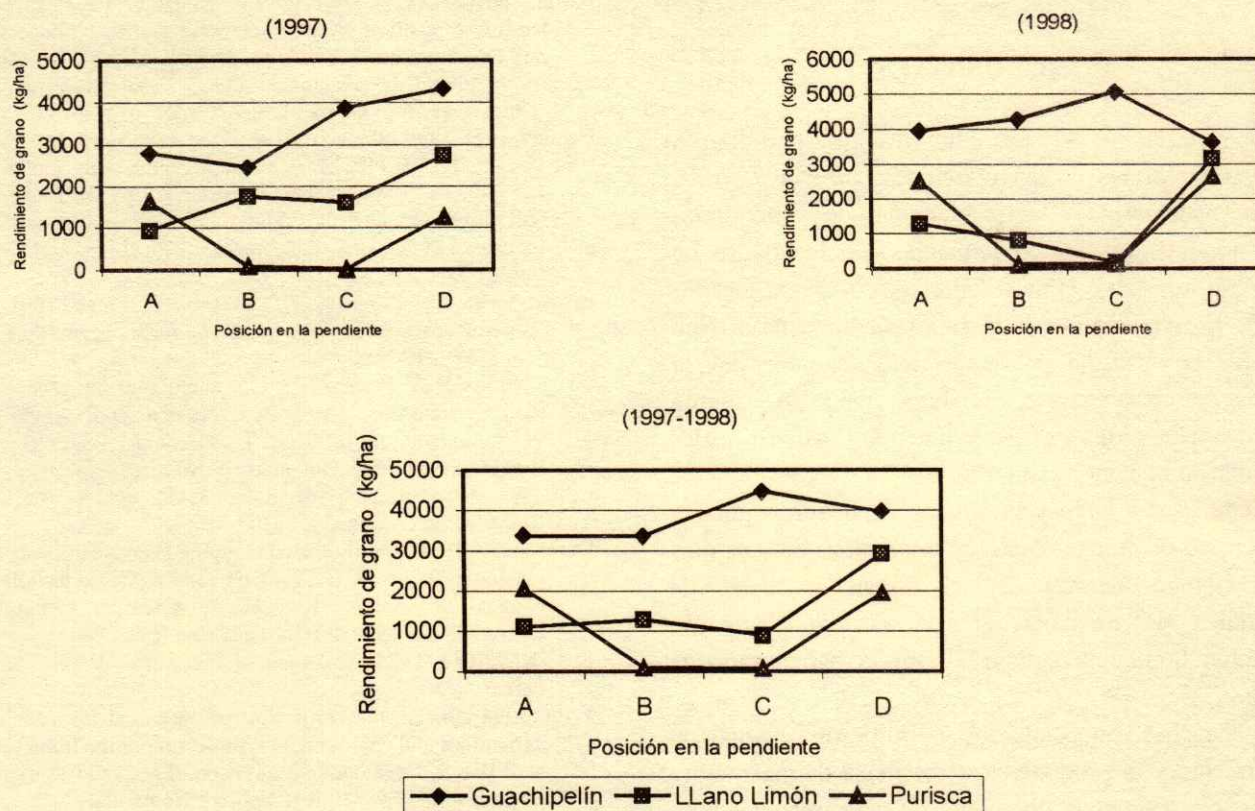 (1997)
Rendimiento de grano (kg/ha)
5000
4000
3000
2000
1000
0
A B C D
Posición en la pendiente
(1998)
Rendimiento de grano (kg/ha)
6000
5000
4000
3000
2000
1000
0
A B C D
Posición en la pendiente
(1997-1998)
Rendimiento de grano (kg/ha)
5000
4000
3000
2000
1000
0
A B C D
Posición en la pendiente
Guachipelín LLano Limón Purisca